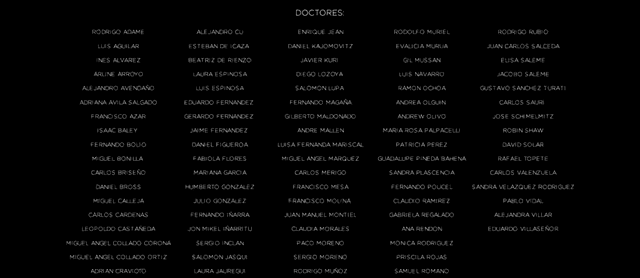 DOCTORES:
RODRIGO ADAME
LUIS AGUILAR
INES ALVAREZ
ARLINE ARROYO
ALEJANDRO AVENDAÑO
ADRIANA AVILA SALGADO
FRANCISCO AZAR
ISAAC BALEY
FERNANDO BOLIO
MIGUEL BONILLA
CARLOS BRISEÑO
DANIEL BROSS
MIGUEL CALLEJA
CARLOS CARDENAS
LEOPOLDO CASTAÑEDA
MIGUEL ANGEL COLLADO CORONA
MIGUEL ANGEL COLLADO ORTIZ
ADRIAN CRAVIOTO
ALEJANDRO CU
ESTEBAN DE ICAZA
BEATRIZ DE RIENZO
LAURA ESPINOSA
LUIS ESPINOSA
EDUARDO FERNANDEZ
GERARDO FERNANDEZ
JAIME FERNANDEZ
DANIEL FIGUEROA
FABIOLA FLORES
MARIANA GARCIA
HUMBERTO GONZALEZ
JULIO GONZALEZ
FERNANDO IÑARRA
JON MIKEL IÑARRITU
SERGIO INCLAN
SALOMON JASQUI
LAURA JAUREGUI
ENRIQUE JEAN
DANIEL KAJOMOVITZ
JAVIER KURI
DIEGO LOZOYA
SALOMON LUPA
FERNANDO MAGAÑA
GILBERTO MALDONADO
ANDRE MALLEN
LUISA FERNANDA MARISCAL
MIGUEL ANGEL MARQUEZ
CARLOS MERIGO
FRANCISCO MESA
FRANCISCO MOLINA
JUAN MANUEL MONTIEL
CLAUDIA MORALES
PACO MORENO
SERGIO MORENO
RODRIGO MUÑOZ
RODOLFO MURIEL
EVALICIA MURUA
GIL MUSSAN
LUIS NAVARRO
RAMON OCHOA
ANDREA OLGUIN
ANDREW OLIVO
MARIA ROSA PALPACELLI
PATRICIA PEREZ
GUADALUPE PINEDA BAHENA
SANDRA PLASCENCIA
FERNANDO POUCEL
CLAUDIO RAMIREZ
GABRIELA REGALADO
ANA RENDON
MONICA RODRIGUEZ
PRISCILA ROJAS
SAMUEL ROMANO
RODRIGO RUBIO
JUAN CARLOS SALCEDA
ELISA SALEME
JACOBO SALEME
GUSTAVO SANCHEZ TURATI
CARLOS SAURI
JOSE SCHIMELMITZ
ROBIN SHAW
DAVID SOLAR
RAFAEL TOPETE
CARLOS VALENZUELA
SANDRA VELAZQUEZ RODRIGUEZ
PABLO VIDAL
ALEJANDRA VILLAR
EDUARDO VILLASEÑOR